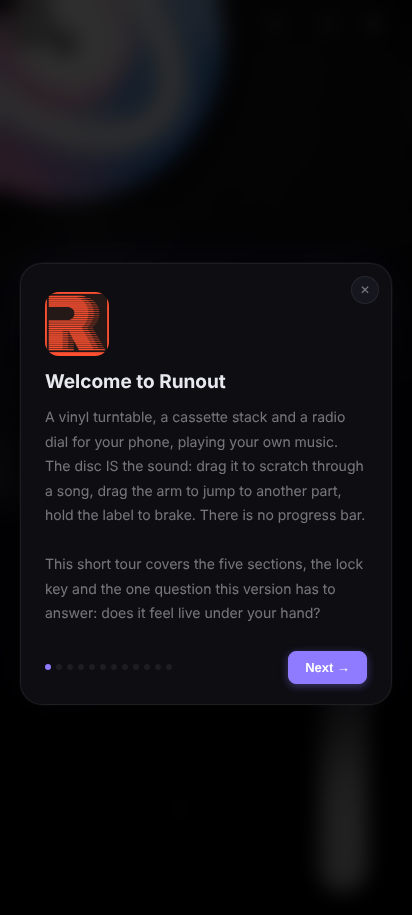 R
Welcome to Runout
A vinyl turntable, a cassette stack and a radio
dial for your phone, playing your own music.
The disc IS the sound: drag it to scratch through
a song, drag the arm to jump to another part,
hold the label to brake. There is no progress bar.
This short tour covers the five sections, the lock
key and the one question this version has to
answer: does it feel live under your hand?
Next →